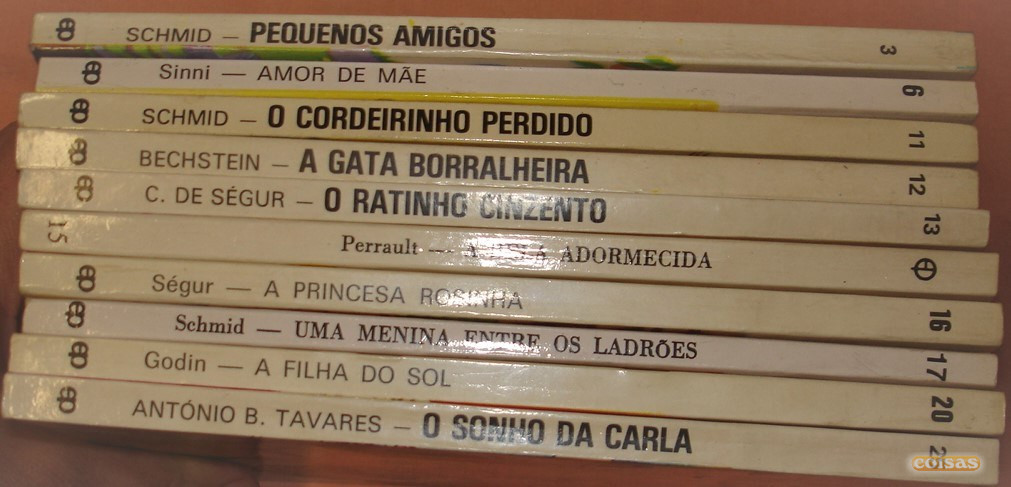 SCHMID — PEQUENOS AMIGOS 3
Sinni — AMOR DE MÃE 6
SCHMID — O CORDEIRINHO PERDIDO 11
BECHSTEIN — A GATA BORRALHEIRA 12
C. DE SÉGUR — O RATINHO CINZENTO 13
15 Perrault — A ADORMECIDA
Ségur — A PRINCESA ROSINHA 16
Schmid — UMA MENINA ENTRE OS LADRÕES 17
Godin — A FILHA DO SOL 20
ANTÓNIO B. TAVARES — O SONHO DA CARLA
coisas